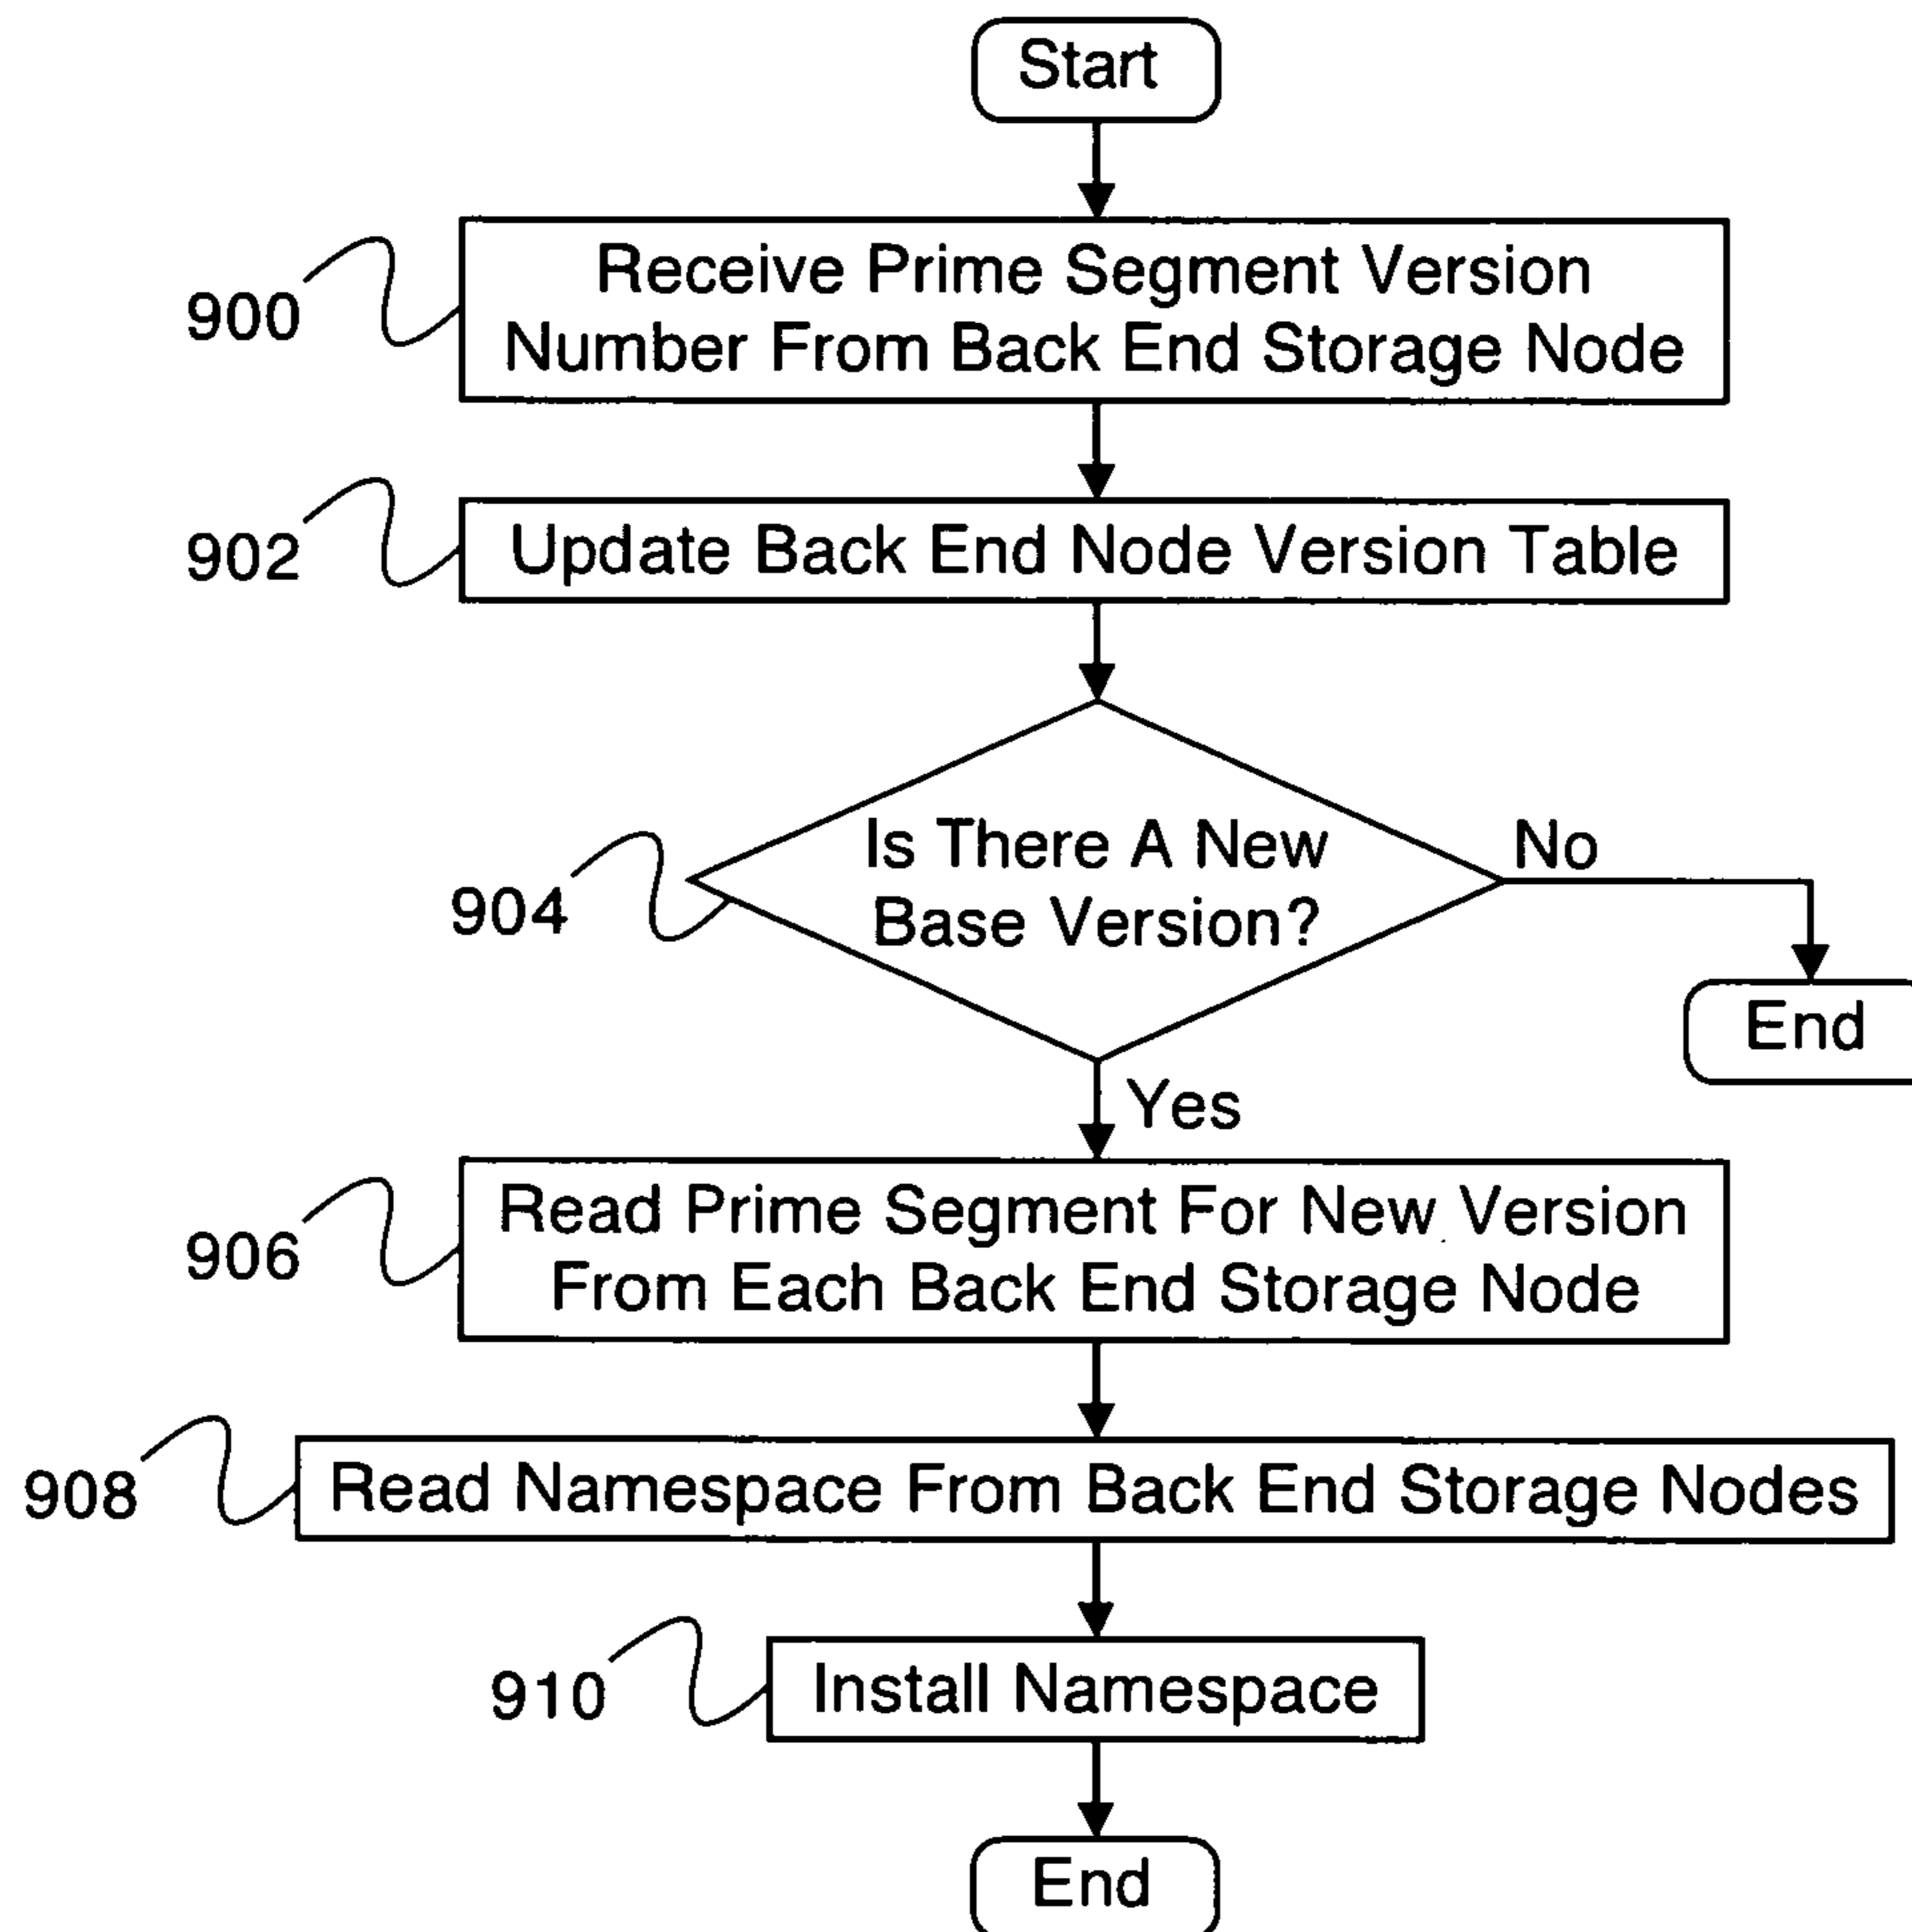 Start
Receive Prime Segment Version
Number From Back End Storage Node
900
Update Back End Node Version Table
902
Is There A New
Base Version?
904
No
End
Yes
Read Prime Segment For New Version
From Each Back End Storage Node
906
Read Namespace From Back End Storage Nodes
908
Install Namespace
910
End